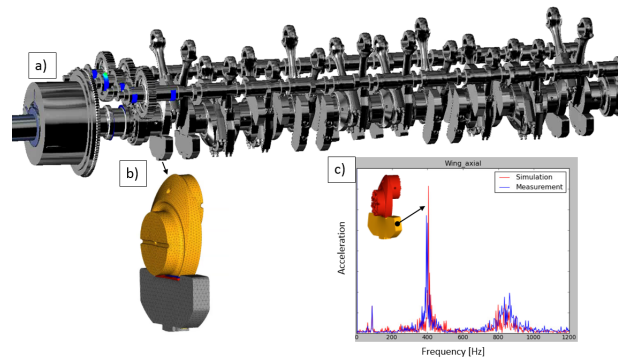 a)
b)
c)
Wing_axial
Simulation
Measurement
Acceleration
0 200 400 600 800 1000 1200
Frequency [Hz]